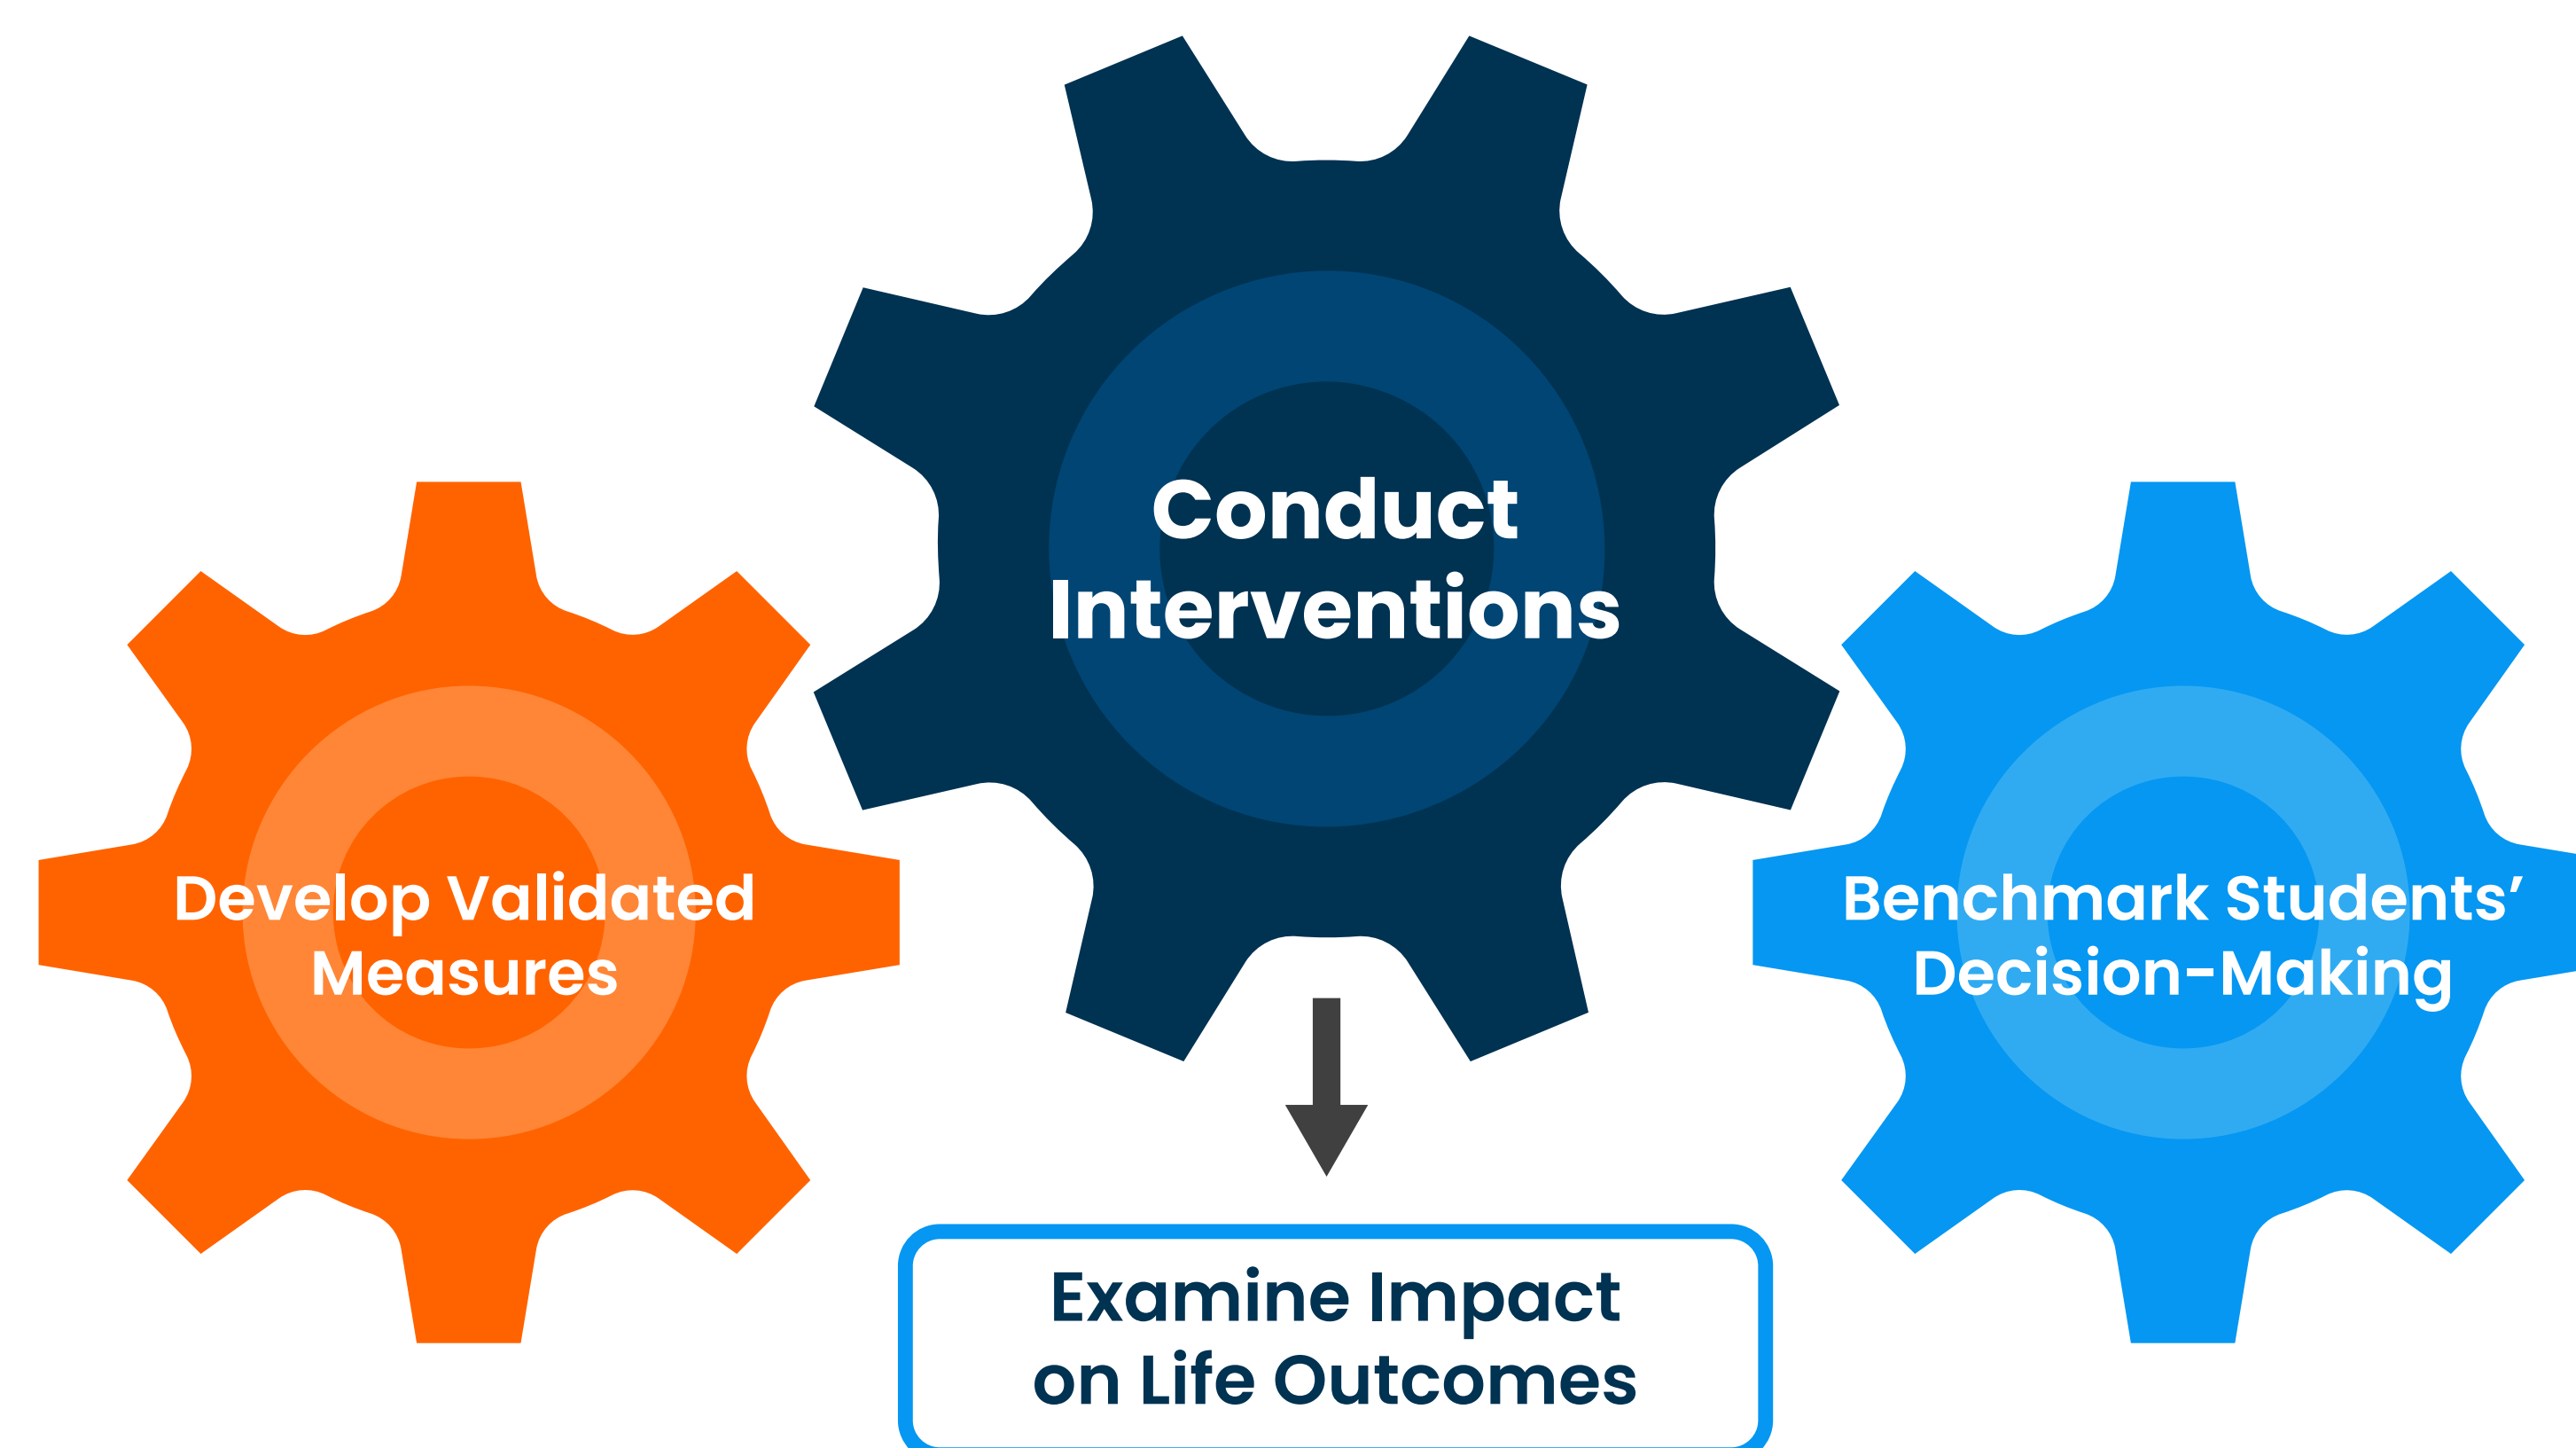 Conduct
Interventions
Develop Validated
Measures
Benchmark Students’
Decision-Making
Examine Impact
on Life Outcomes